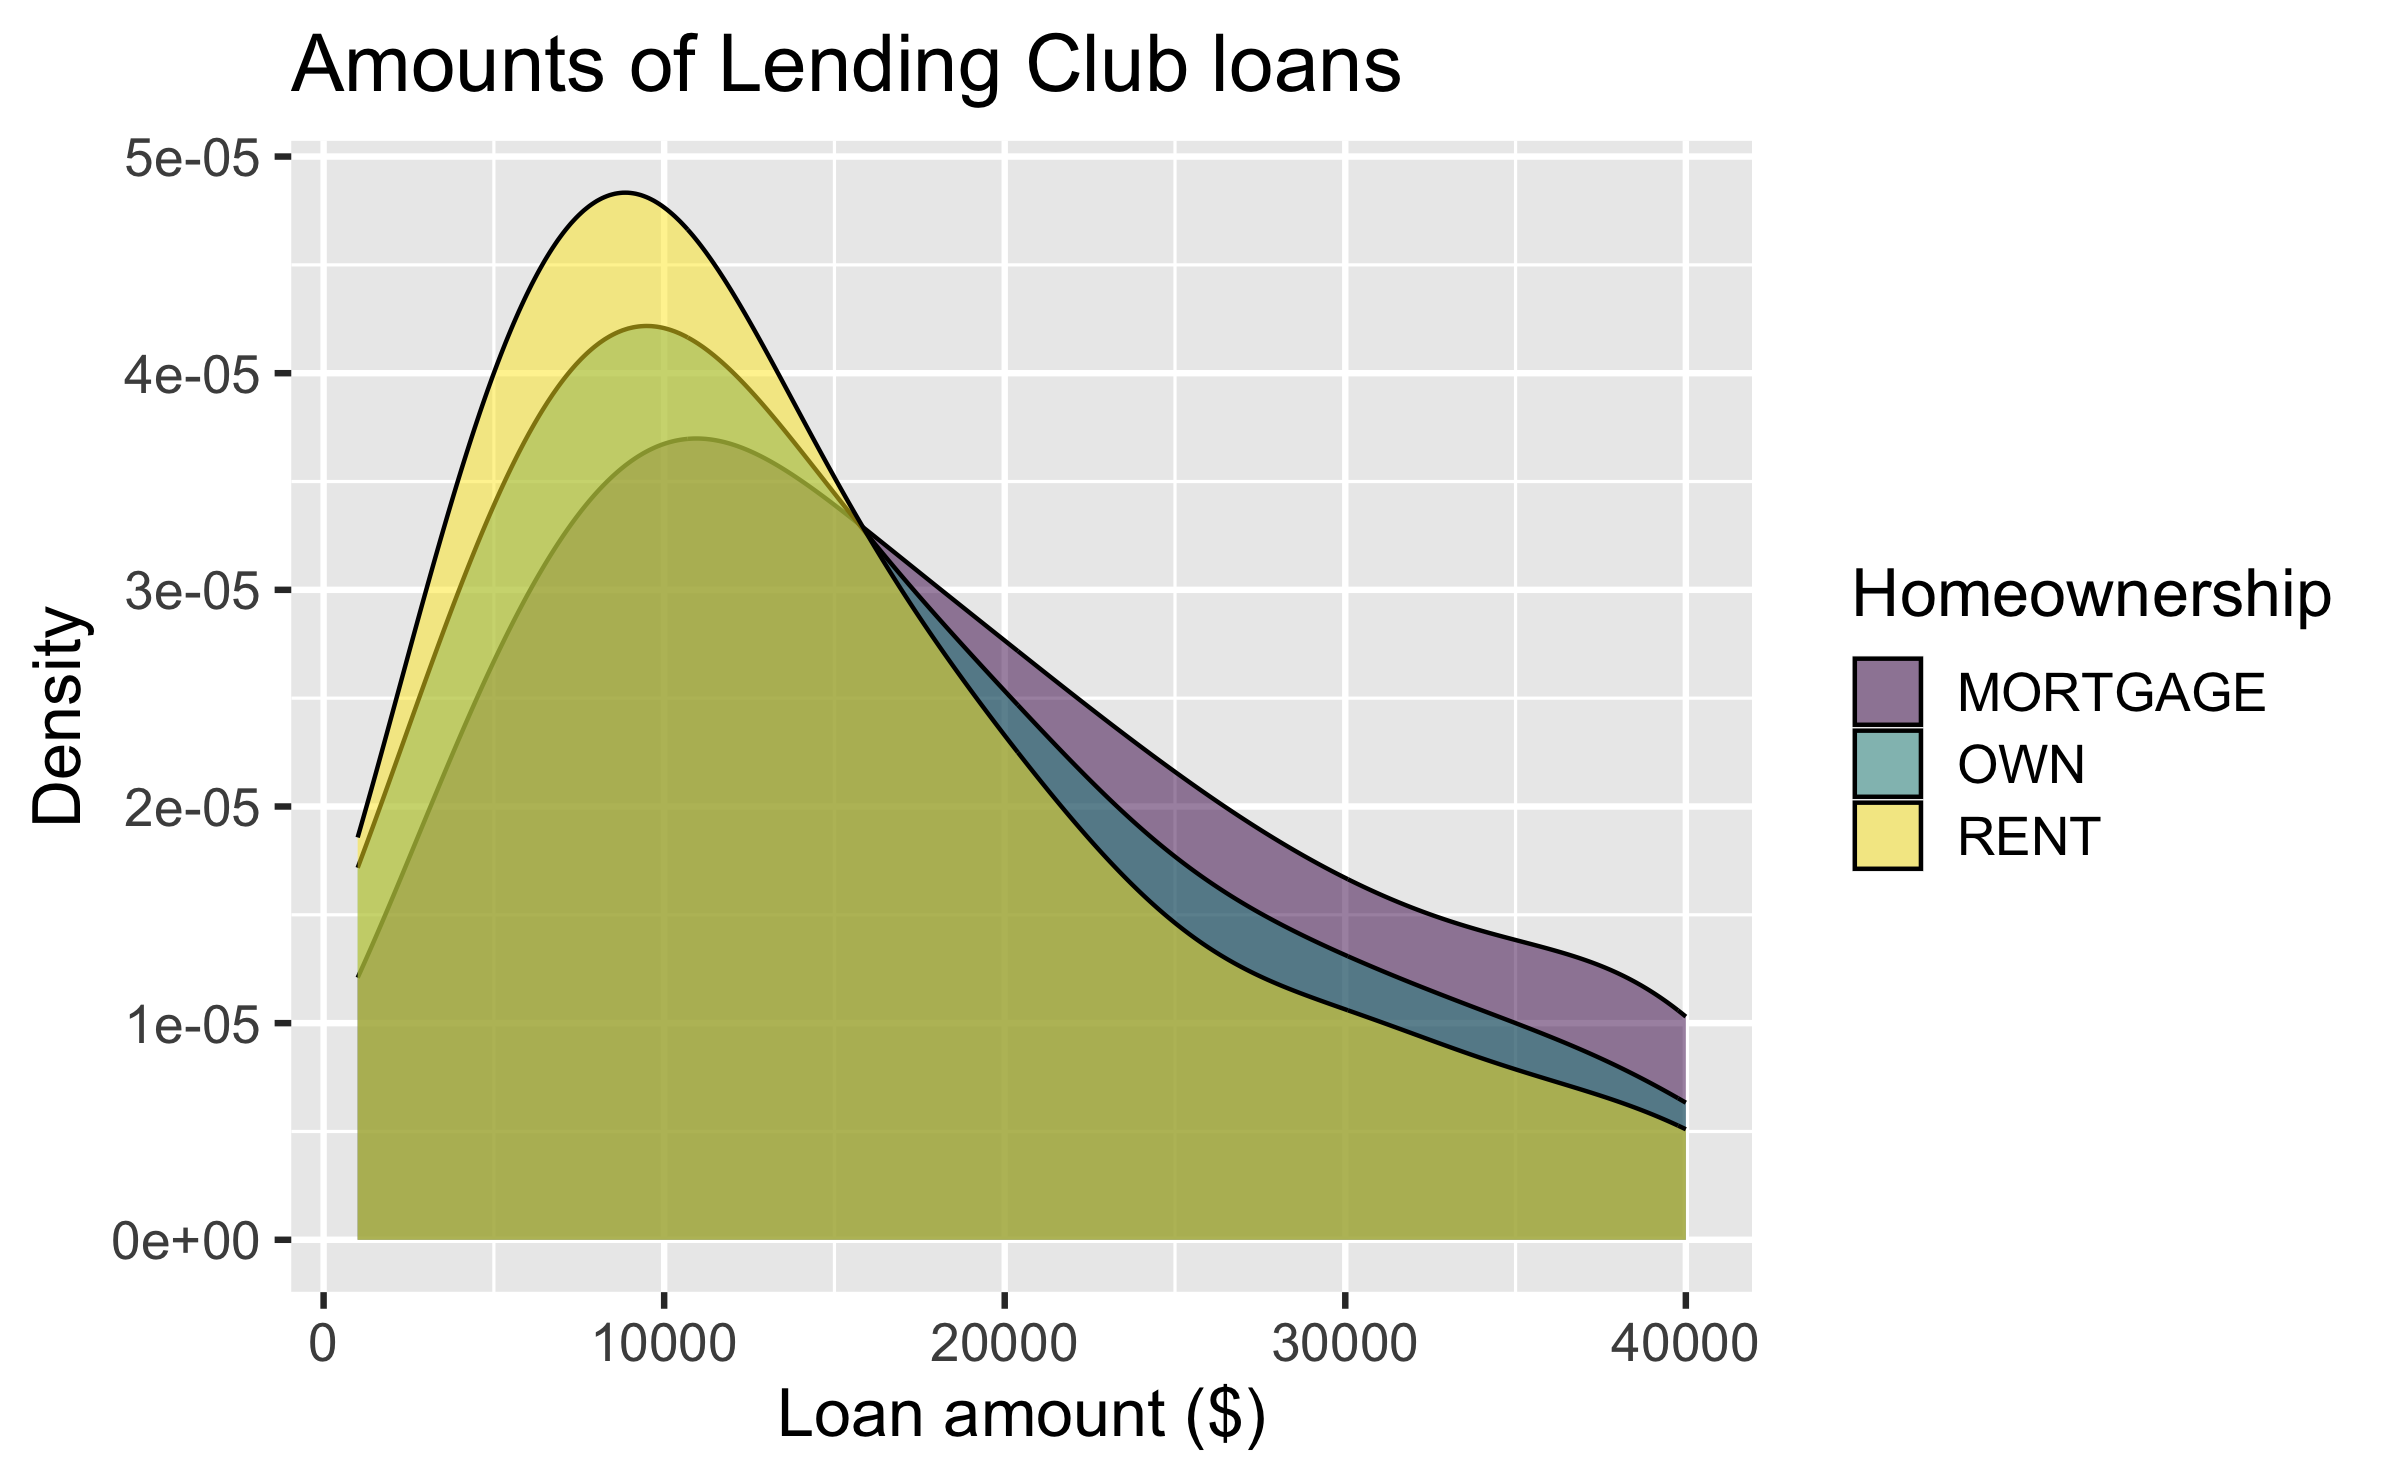 Amounts of Lending Club loans
5e-05
4e-05
3e-05
2e-05
1e-05
0e+00
Density
0 10000 20000 30000 40000
Loan amount ($)
Homeownership
MORTGAGE
OWN
RENT